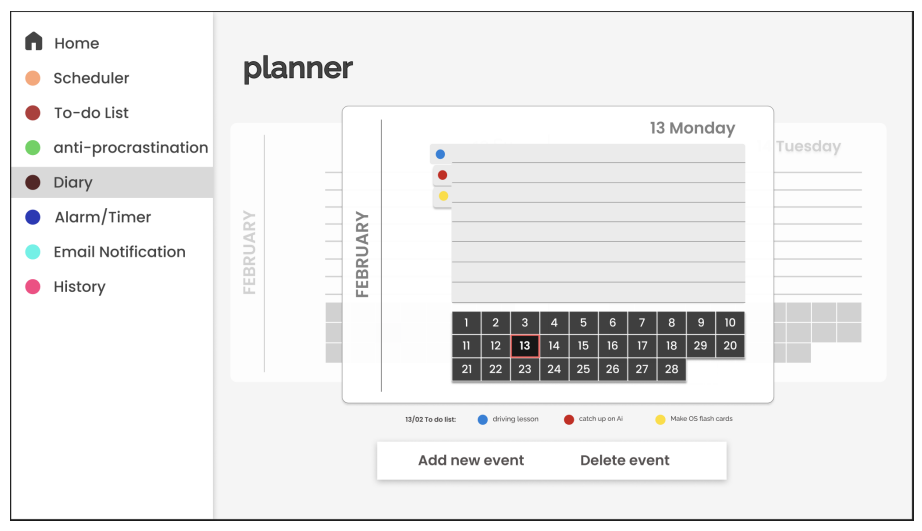 Home
Scheduler
To-do List
anti-procrastination
Diary
Alarm/Timer
Email Notification
History
planner
FEBRUARY
13 Monday
FEBRUARY
1 2 3 4 5 6 7 8 9 10
11 12 13 14 15 16 17 18 29 20
21 22 23 24 25 26 27 28
Tuesday
13/02 To do list: driving lesson catch up on Ai Make OS flash cards
Add new event Delete event